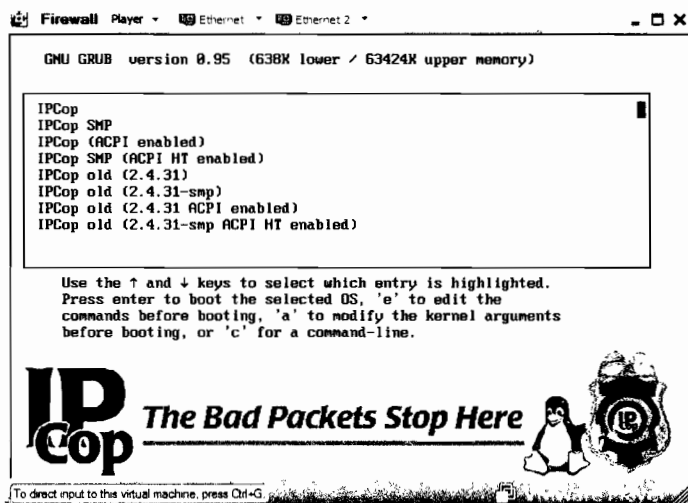 Firewall Player Ethernet Ethernet 2
GNU GRUB version 0.95 (638K lower / 63424K upper memory)
IPCop
IPCop SMP
IPCop (ACPI enabled)
IPCop SMP (ACPI HT enabled)
IPCop old (2.4.31)
IPCop old (2.4.31-smp)
IPCop old (2.4.31 ACPI enabled)
IPCop old (2.4.31-smp ACPI HT enabled)
Use the ↑ and ↓ keys to select which entry is highlighted.
Press enter to boot the selected OS, 'e' to edit the
commands before booting, 'a' to modify the kernel arguments
before booting, or 'c' for a command-line.
IP
Cop
The Bad Packets Stop Here
IP
To direct input to this virtual machine, press Ctrl+G.